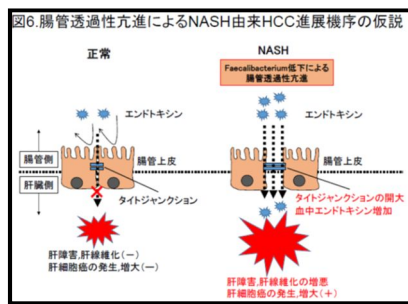 図6.腸管透過性亢進によるNASH由来HCC進展機序の仮説
正常
NASH
Faecalibacterium低下による
腸管透過性亢進
エンドトキシン
エンドトキシン
腸管側
腸管上皮
腸管上皮
肝臓側
タイトジャンクション
タイトジャンクションの開大
血中エンドトキシン増加
肝障害,肝線維化(－)
肝細胞癌の発生,増大(－)
肝障害,肝線維化の増悪
肝細胞癌の発生,増大(＋)